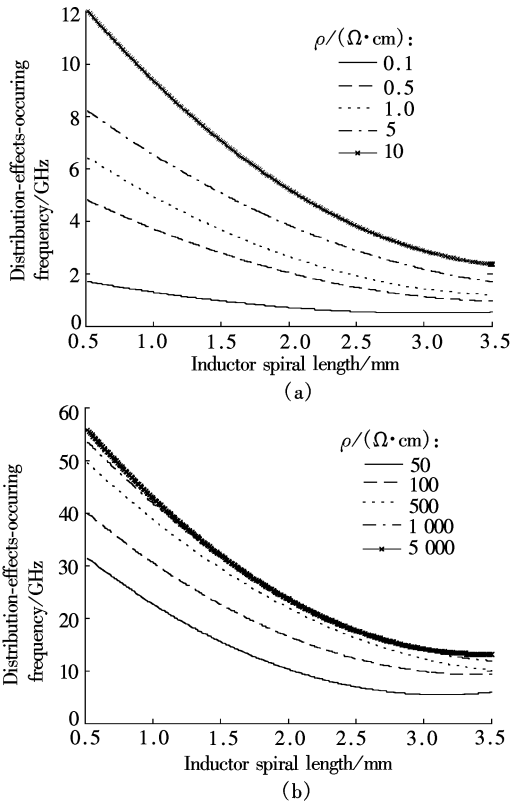 ρ/(Ω·cm):
0.1
0.5
1.0
5
10
12
10
8
6
4
2
0
Distribution-effects-occuring
frequency/GHz
0.5 1.0 1.5 2.0 2.5 3.0 3.5
Inductor spiral length/mm
(a)
ρ/(Ω·cm):
50
100
500
1 000
5 000
60
50
40
30
20
10
0
Distribution-effects-occuring
frequency/GHz
0.5 1.0 1.5 2.0 2.5 3.0 3.5
Inductor spiral length/mm
(b)